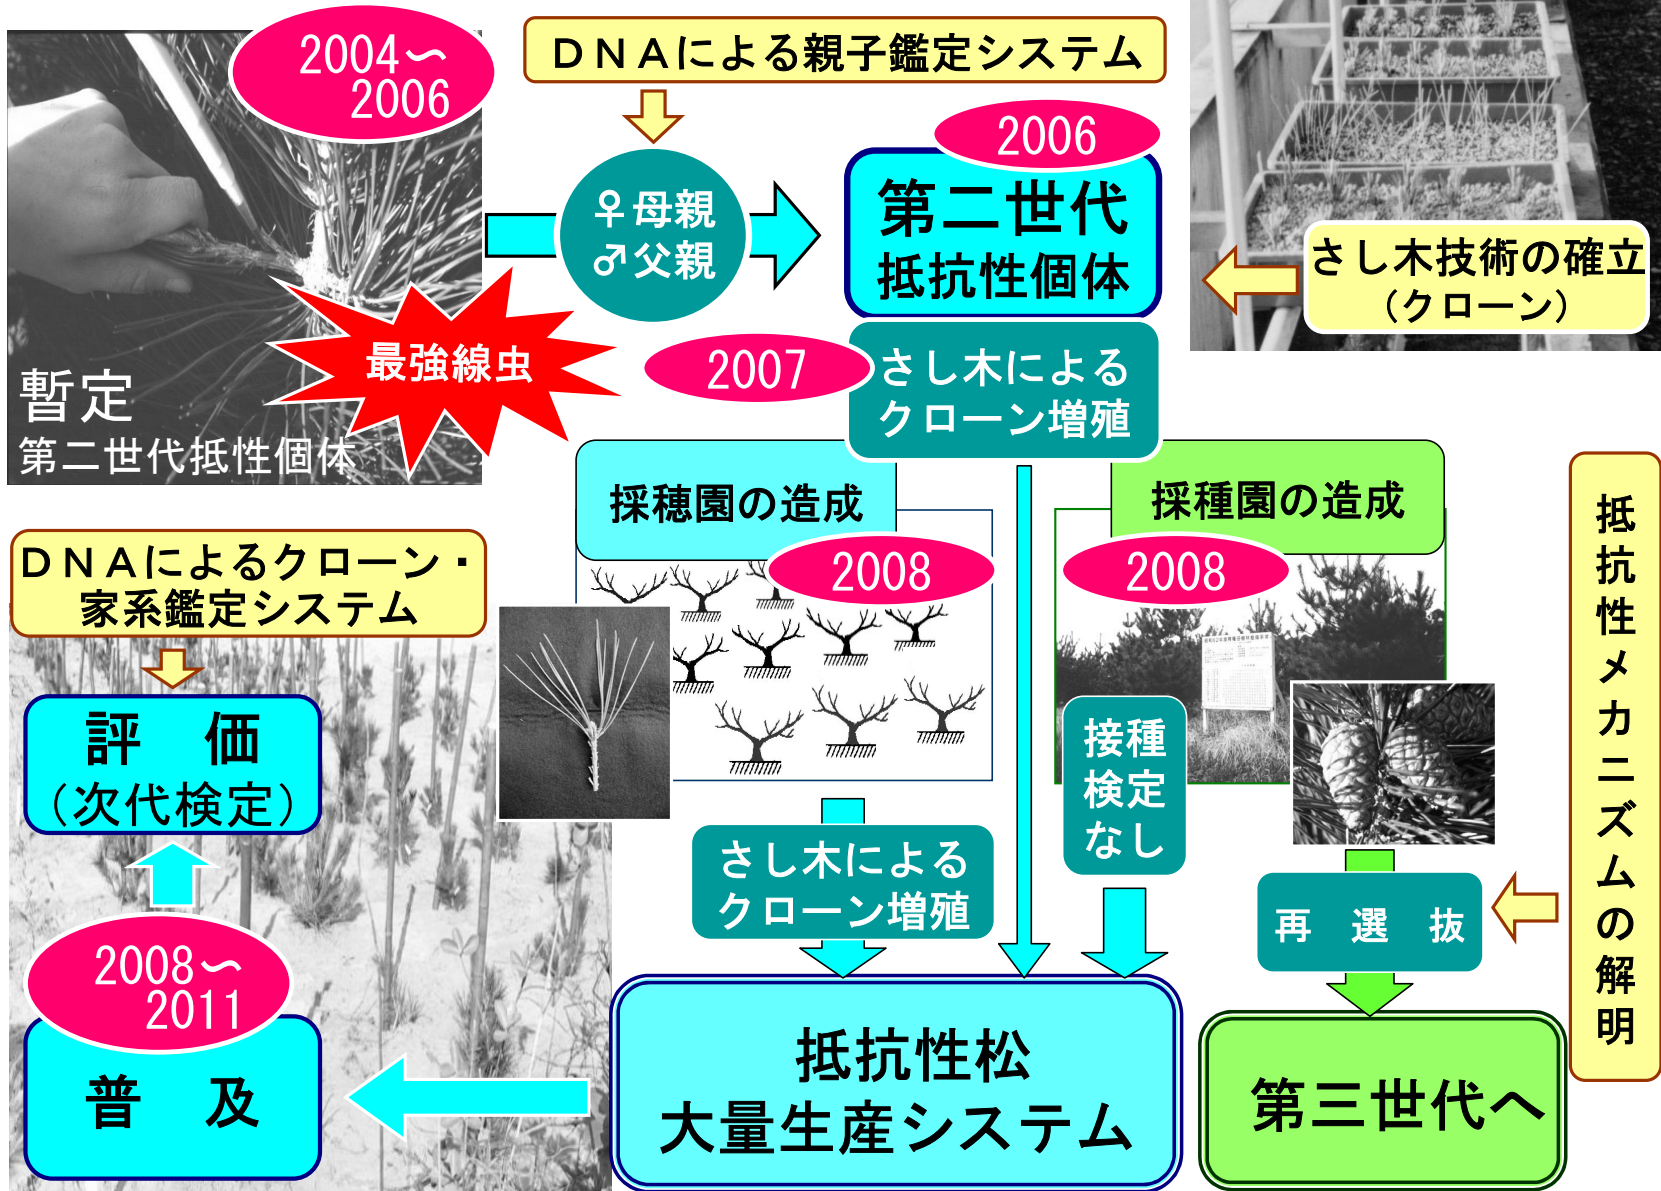 2004～
2006
DNAによる親子鑑定システム
2006
♀母親
♂父親
第二世代
抵抗性個体
さし木技術の確立
（クローン）
最強線虫
暫定
第二世代抵性個体
2007
さし木による
クローン増殖
採穂園の造成
2008
採種園の造成
2008
抵抗性メカニズムの解明
DNAによるクローン・
家系鑑定システム
評　価
（次代検定）
接種
検定
なし
さし木による
クローン増殖
再　選　抜
2008～
2011
普　及
抵抗性松
大量生産システム
第三世代へ